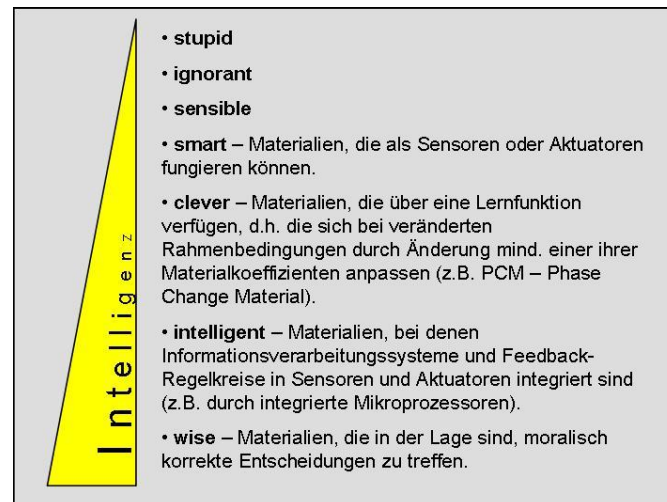 • stupid
• ignorant
• sensible
• smart – Materialien, die als Sensoren oder Aktuatoren
fungieren können.
• clever – Materialien, die über eine Lernfunktion
verfügen, d.h. die sich bei veränderten
Rahmenbedingungen durch Änderung mind. einer ihrer
Materialkoeffizienten anpassen (z.B. PCM – Phase
Change Material).
• intelligent – Materialien, bei denen
Informationsverarbeitungssysteme und Feedback-
Regelkreise in Sensoren und Aktuatoren integriert sind
(z.B. durch integrierte Mikroprozessoren).
• wise – Materialien, die in der Lage sind, moralisch
korrekte Entscheidungen zu treffen.
Intelligenz